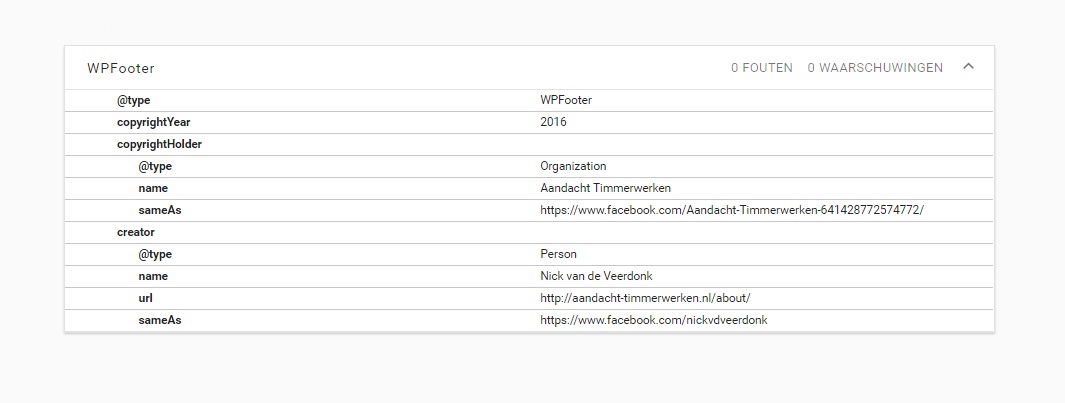 WPFooter 0 FOUTEN 0 WAARSCHUWINGEN
@type WPFooter
copyrightYear 2016
copyrightHolder
@type Organization
name Aandacht Timmerwerken
sameAs https://www.facebook.com/Aandacht-Timmerwerken-641428772574772/
creator
@type Person
name Nick van de Veerdonk
url http://aandacht-timmerwerken.nl/about/
sameAs https://www.facebook.com/nickvdveerdonk